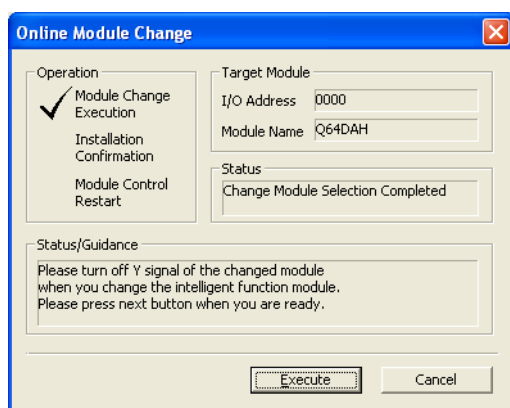 Online Module Change
Operation
Module Change
Execution
Installation
Confirmation
Module Control
Restart
Target Module
I/O Address 0000
Module Name Q64DAH
Status
Change Module Selection Completed
Status/Guidance
Please turn off Y signal of the changed module
when you change the intelligent function module.
Please press next button when you are ready.
Execute Cancel